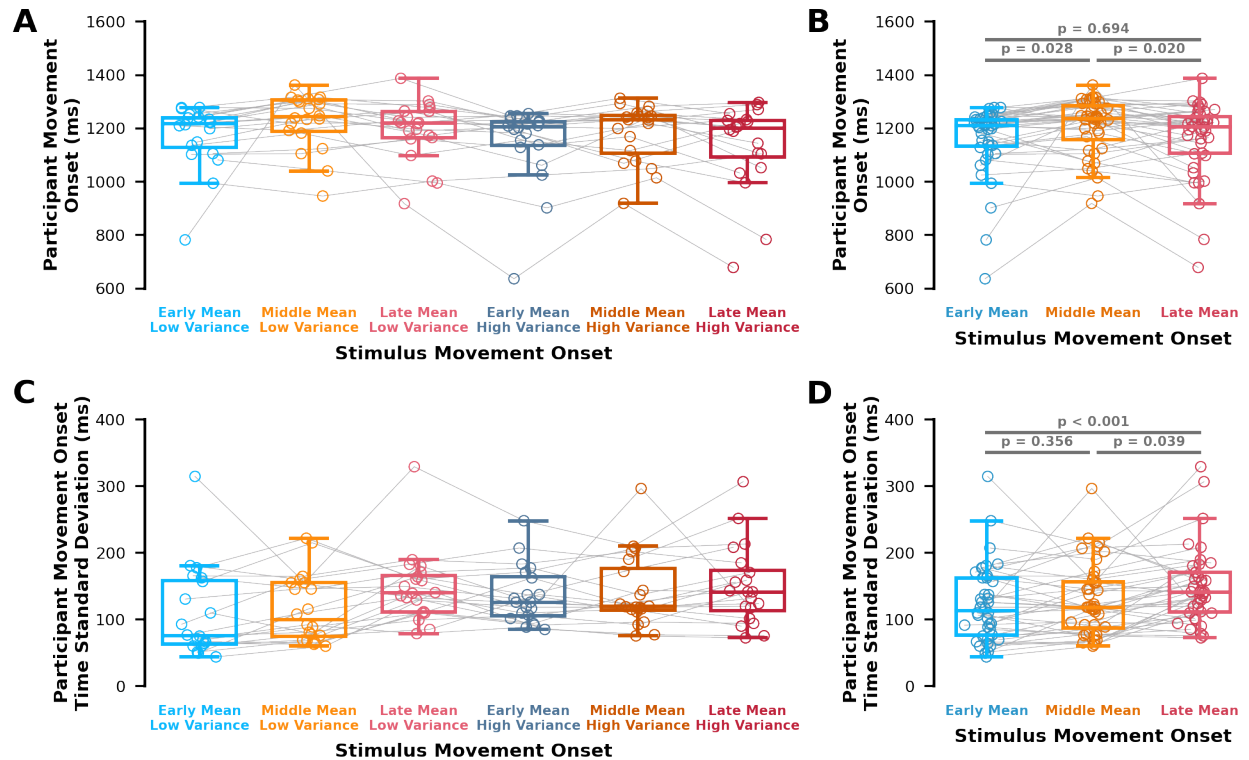 A
Participant Movement
Onset (ms)
1600
1400
1200
1000
800
600
Early Mean
Low Variance
Middle Mean
Low Variance
Late Mean
Low Variance
Early Mean
High Variance
Middle Mean
High Variance
Late Mean
High Variance
Stimulus Movement Onset
B
Participant Movement
Onset (ms)
1600
1400
1200
1000
800
600
p = 0.694
p = 0.028
p = 0.020
Early Mean
Middle Mean
Late Mean
Stimulus Movement Onset
C
Participant Movement Onset
Time Standard Deviation (ms)
400
300
200
100
0
Early Mean
Low Variance
Middle Mean
Low Variance
Late Mean
Low Variance
Early Mean
High Variance
Middle Mean
High Variance
Late Mean
High Variance
Stimulus Movement Onset
D
Participant Movement Onset
Time Standard Deviation (ms)
400
300
200
100
0
p < 0.001
p = 0.356
p = 0.039
Early Mean
Middle Mean
Late Mean
Stimulus Movement Onset